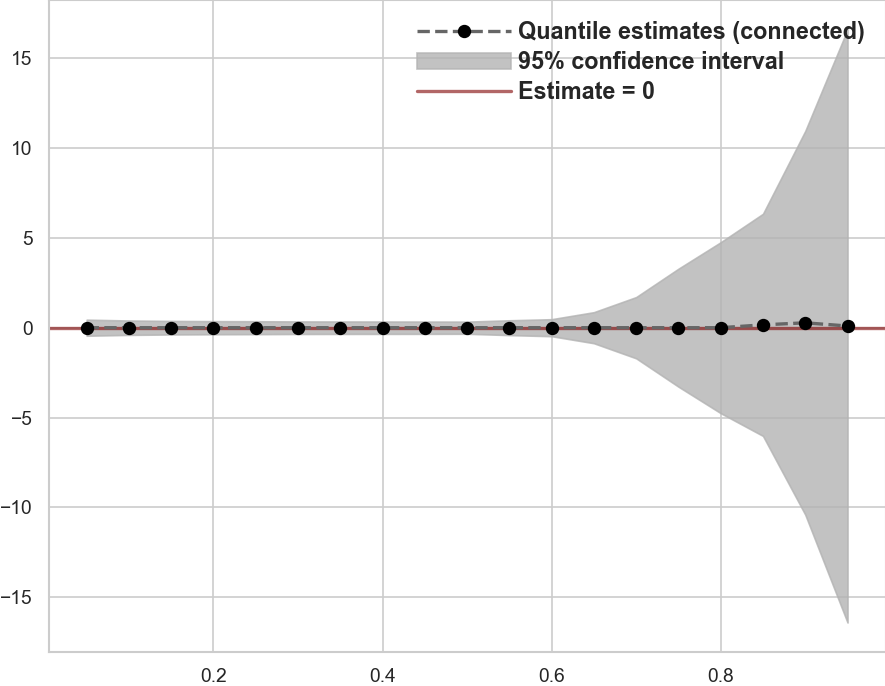 Quantile estimates (connected)
95% confidence interval
Estimate = 0
15
10
5
0
−5
−10
−15
0.2 0.4 0.6 0.8